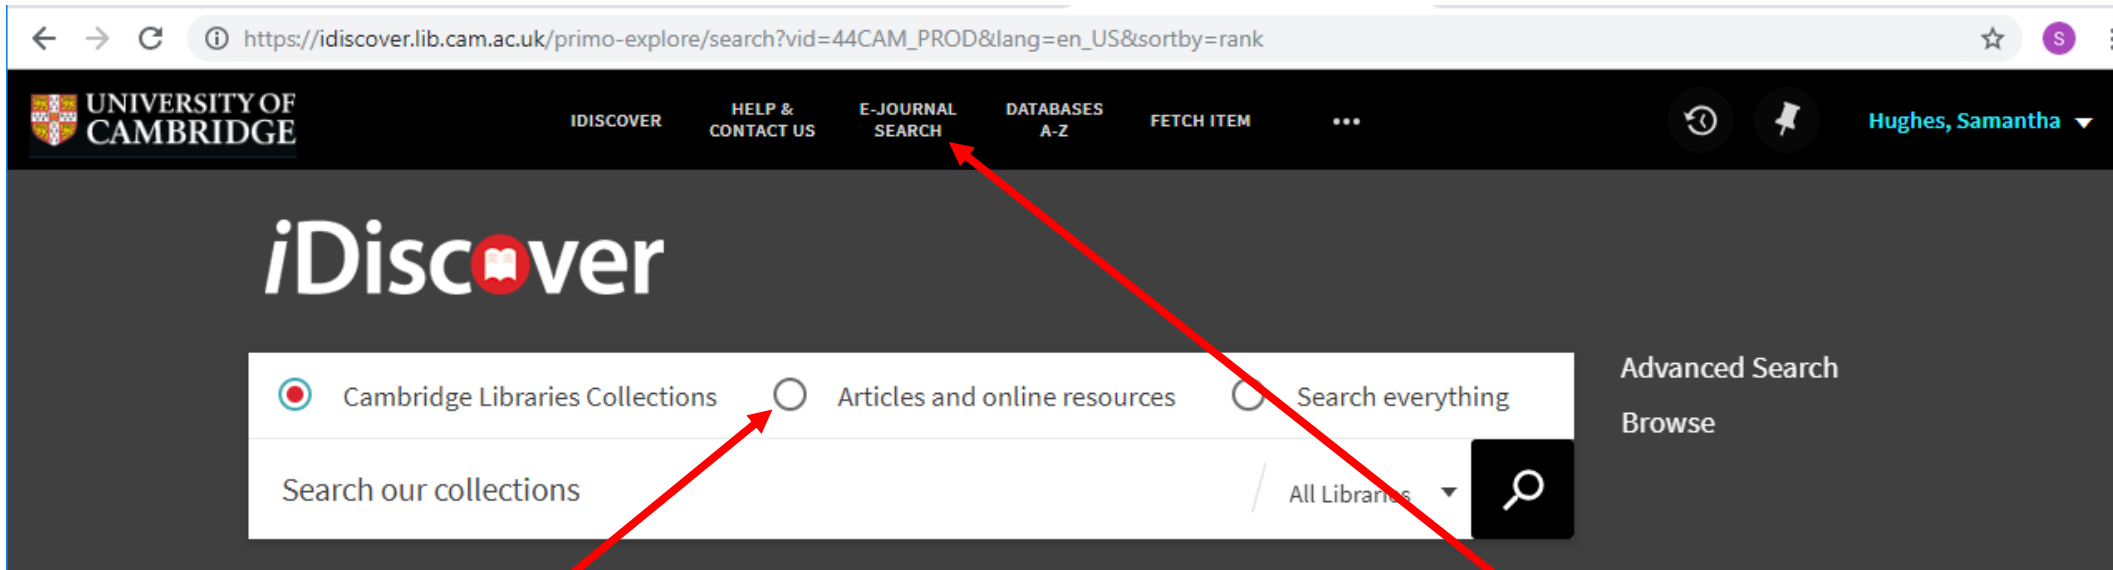 https://idiscover.lib.cam.ac.uk/primo-explore/search?vid=44CAM_PROD&lang=en_US&sortby=rank
S
UNIVERSITY OF
CAMBRIDGE
IDISCOVER
HELP &
CONTACT US
E-JOURNAL
SEARCH
DATABASES
A-Z
FETCH ITEM
Hughes, Samantha
iDiscover
Cambridge Libraries Collections
Articles and online resources
Search everything
Advanced Search
Browse
Search our collections
All Libraries